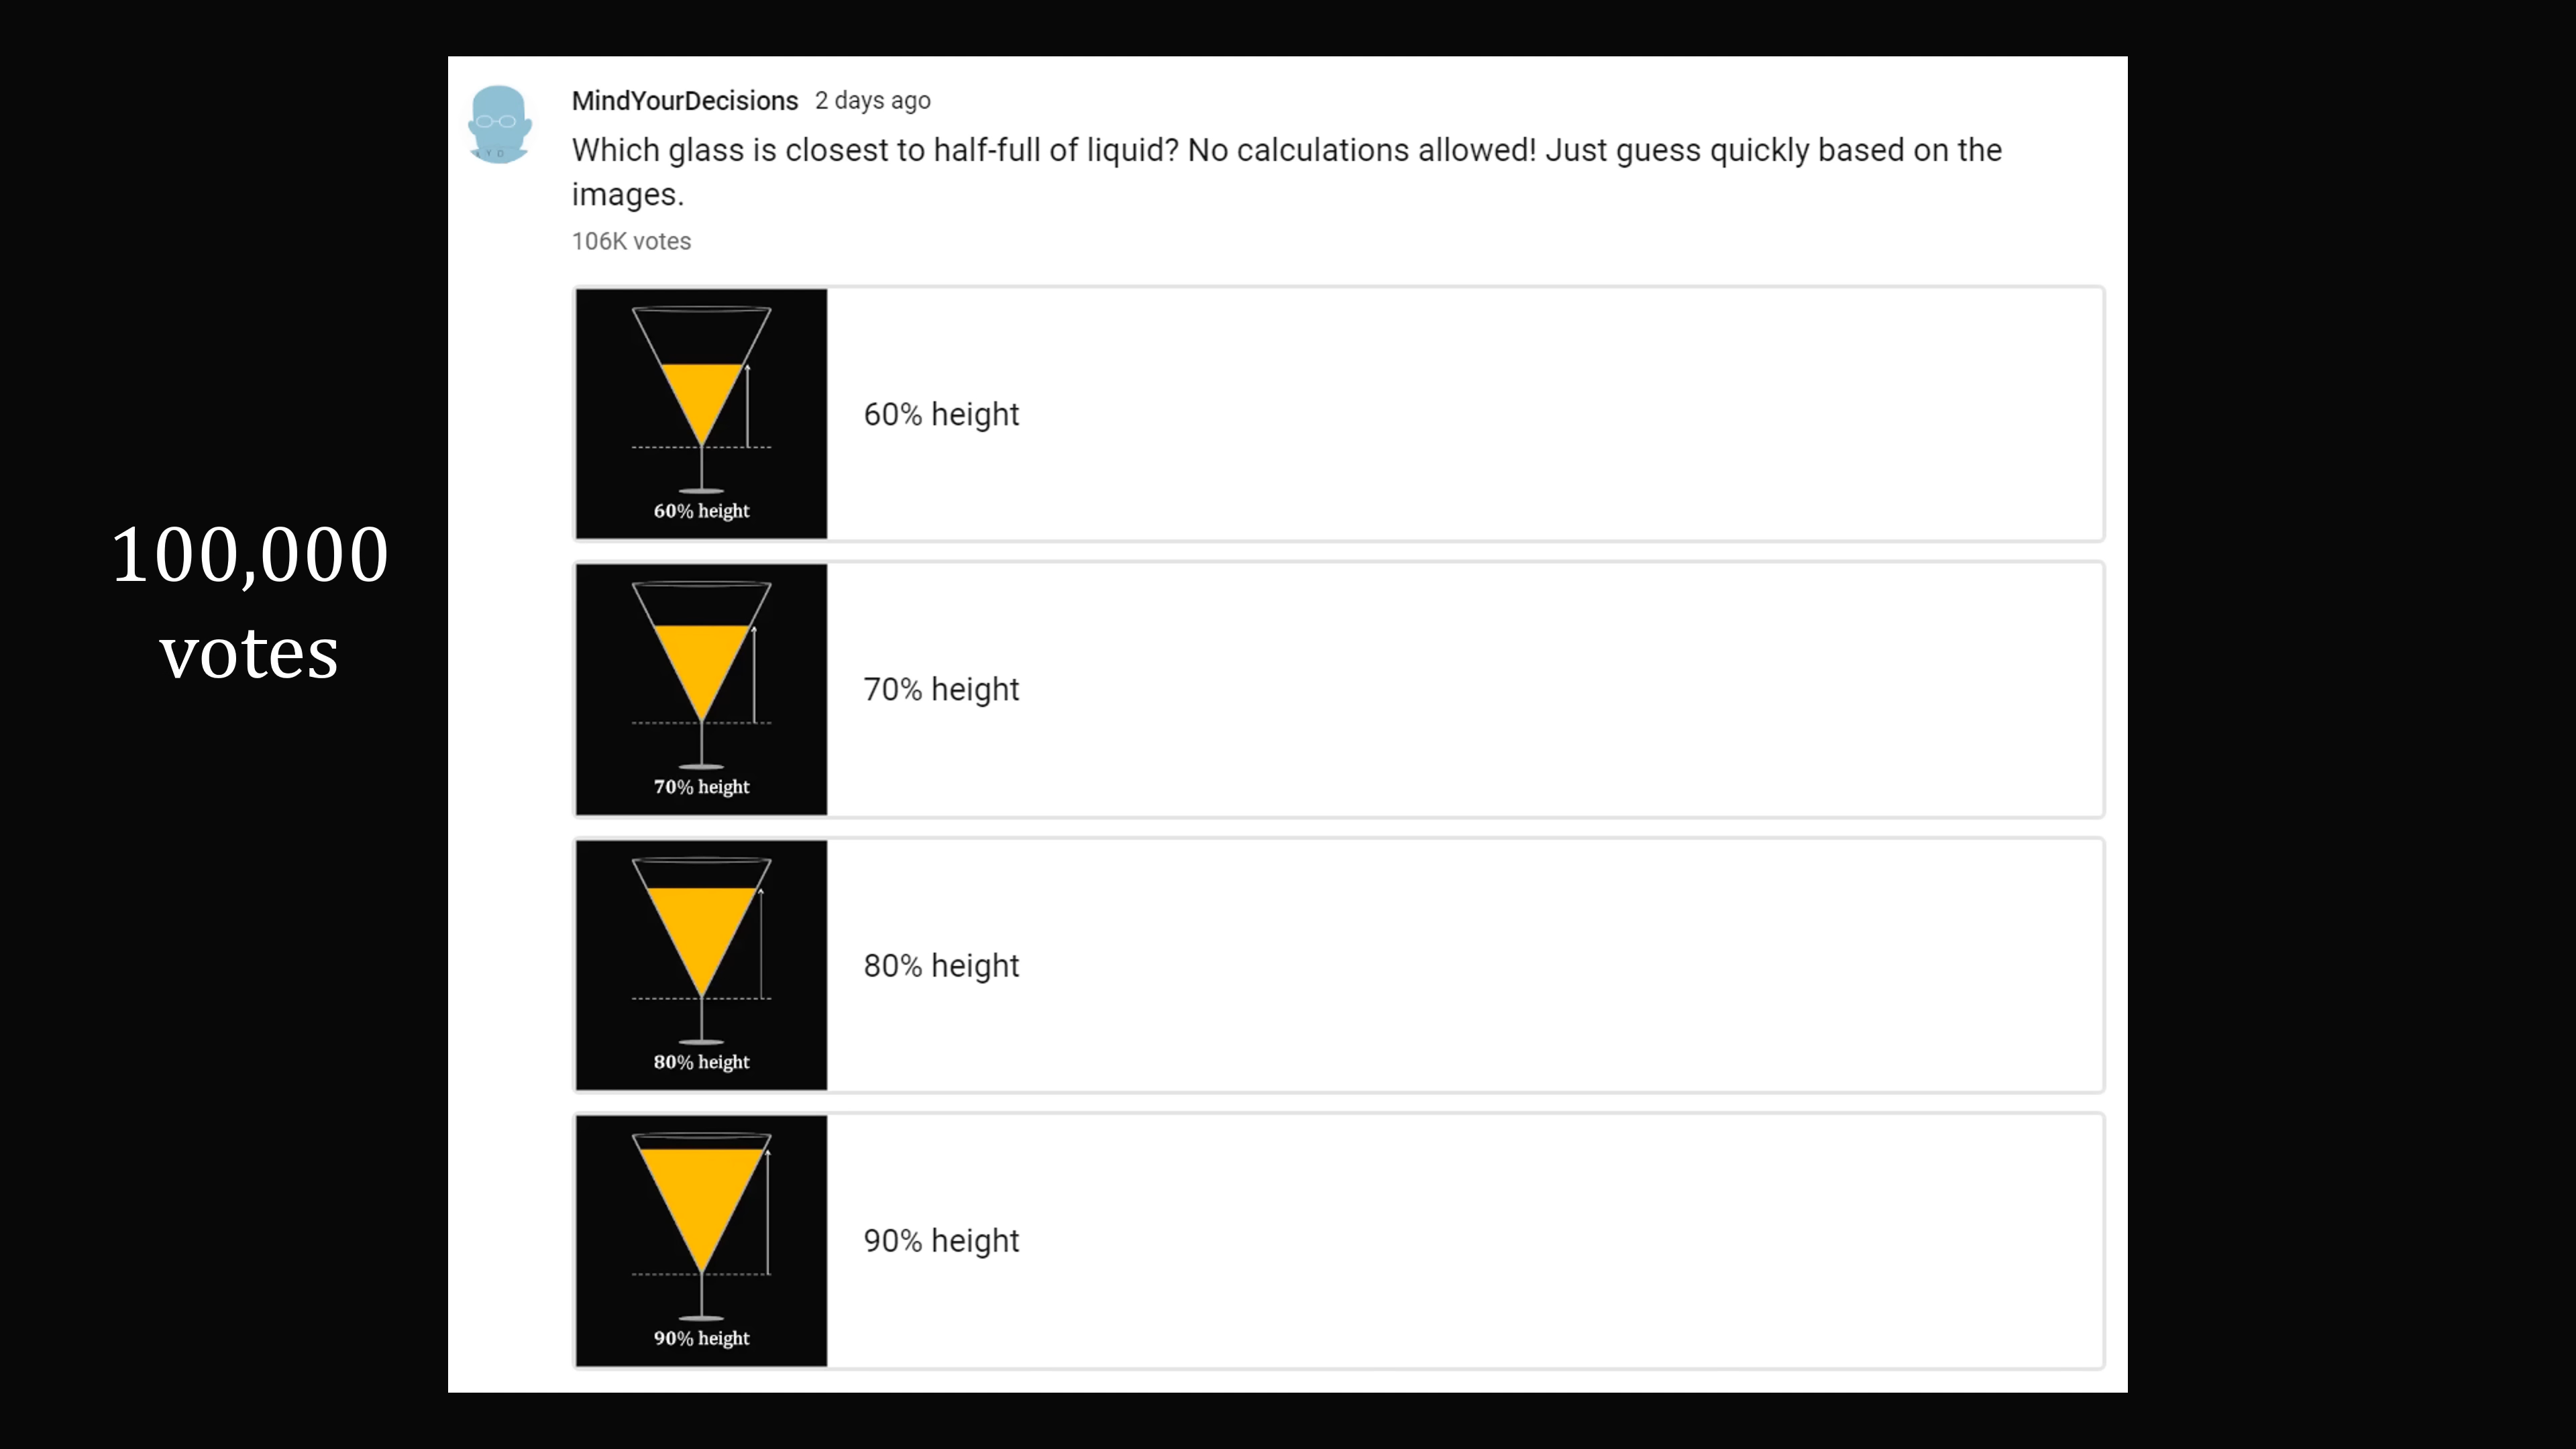 MindYourDecisions 2 days ago
Which glass is closest to half-full of liquid? No calculations allowed! Just guess quickly based on the
images.
106K votes
60% height
60% height
70% height
70% height
80% height
80% height
90% height
90% height
100,000
votes